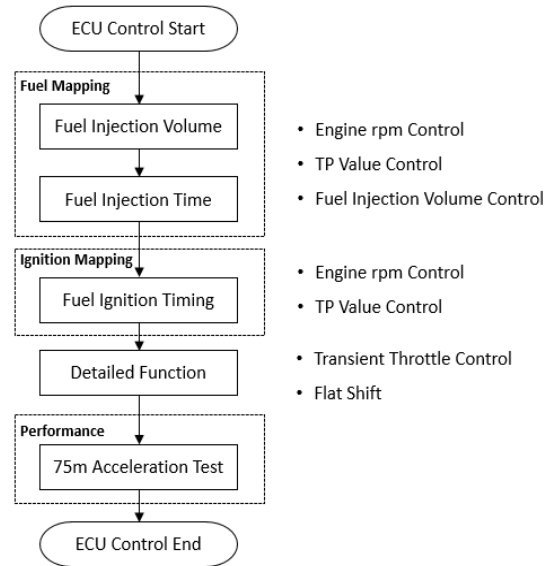 ECU Control Start
Fuel Mapping
Fuel Injection Volume
• Engine rpm Control
• TP Value Control
Fuel Injection Time
• Fuel Injection Volume Control
Ignition Mapping
• Engine rpm Control
Fuel Ignition Timing
• TP Value Control
Detailed Function
• Transient Throttle Control
• Flat Shift
Performance
75m Acceleration Test
ECU Control End